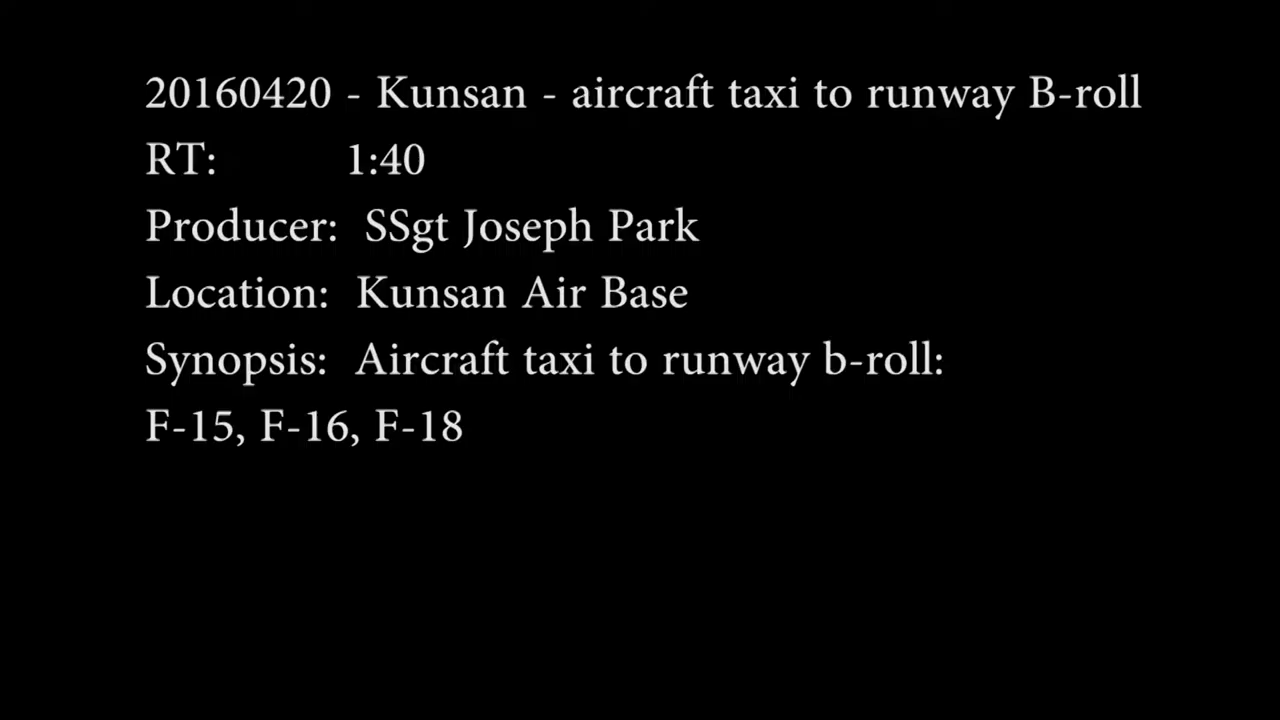 20160420 - Kunsan - aircraft taxi to runway B-roll
RT: 1:40
Producer: SSgt Joseph Park
Location: Kunsan Air Base
Synopsis: Aircraft taxi to runway b-roll:
F-15, F-16, F-18